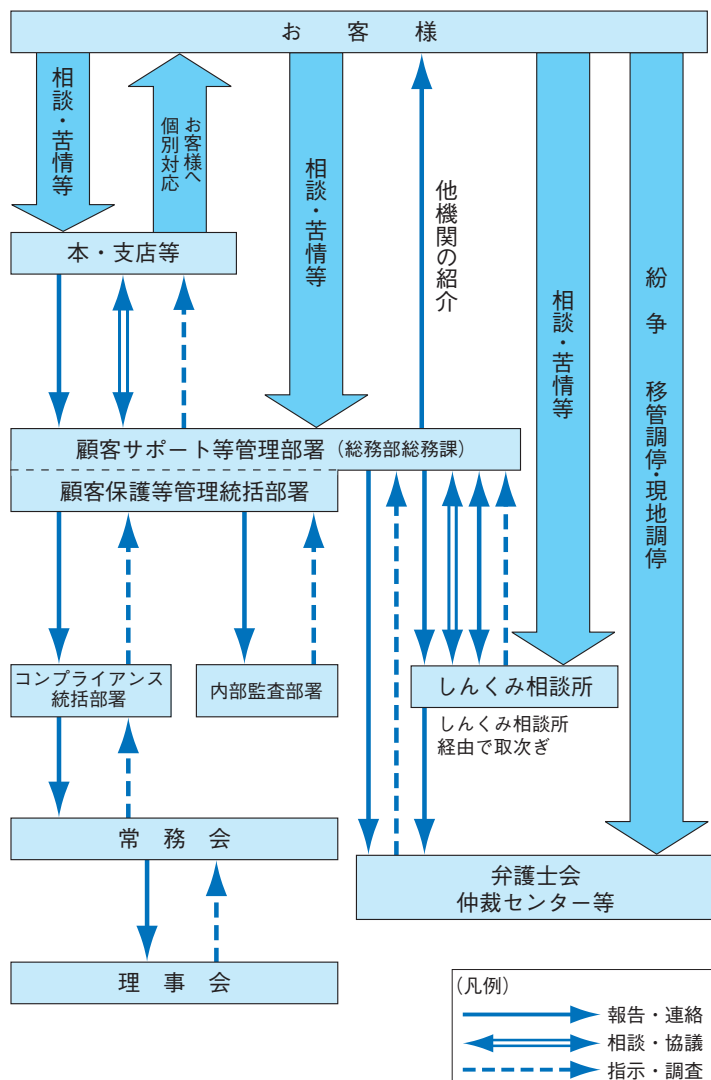 お客様
相談・苦情等
お客様へ
個別対応
相談・苦情等
他機関の紹介
相談・苦情等
紛争 移管調停・現地調停
本・支店等
顧客サポート等管理部署（総務部総務課）
顧客保護等管理統括部署
コンプライアンス
統括部署
内部監査部署
しんくみ相談所
しんくみ相談所
経由で取次ぎ
常務会
弁護士会
仲裁センター等
理事会
(凡例)
報告・連絡
相談・協議
指示・調査